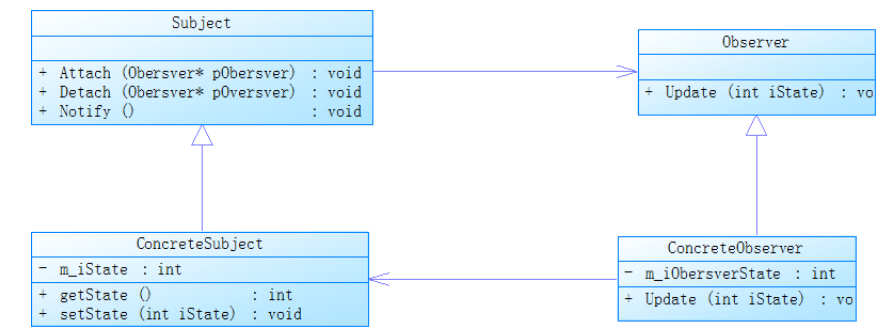 Subject
+ Attach (Obersver* pObersver) : void
+ Detach (Obersver* pOversver) : void
+ Notify () : void
Observer
+ Update (int iState) : vo
ConcreteSubject
- m_iState : int
+ getState () : int
+ setState (int iState) : void
ConcreteObserver
- m_iObersverState : int
+ Update (int iState) : vo